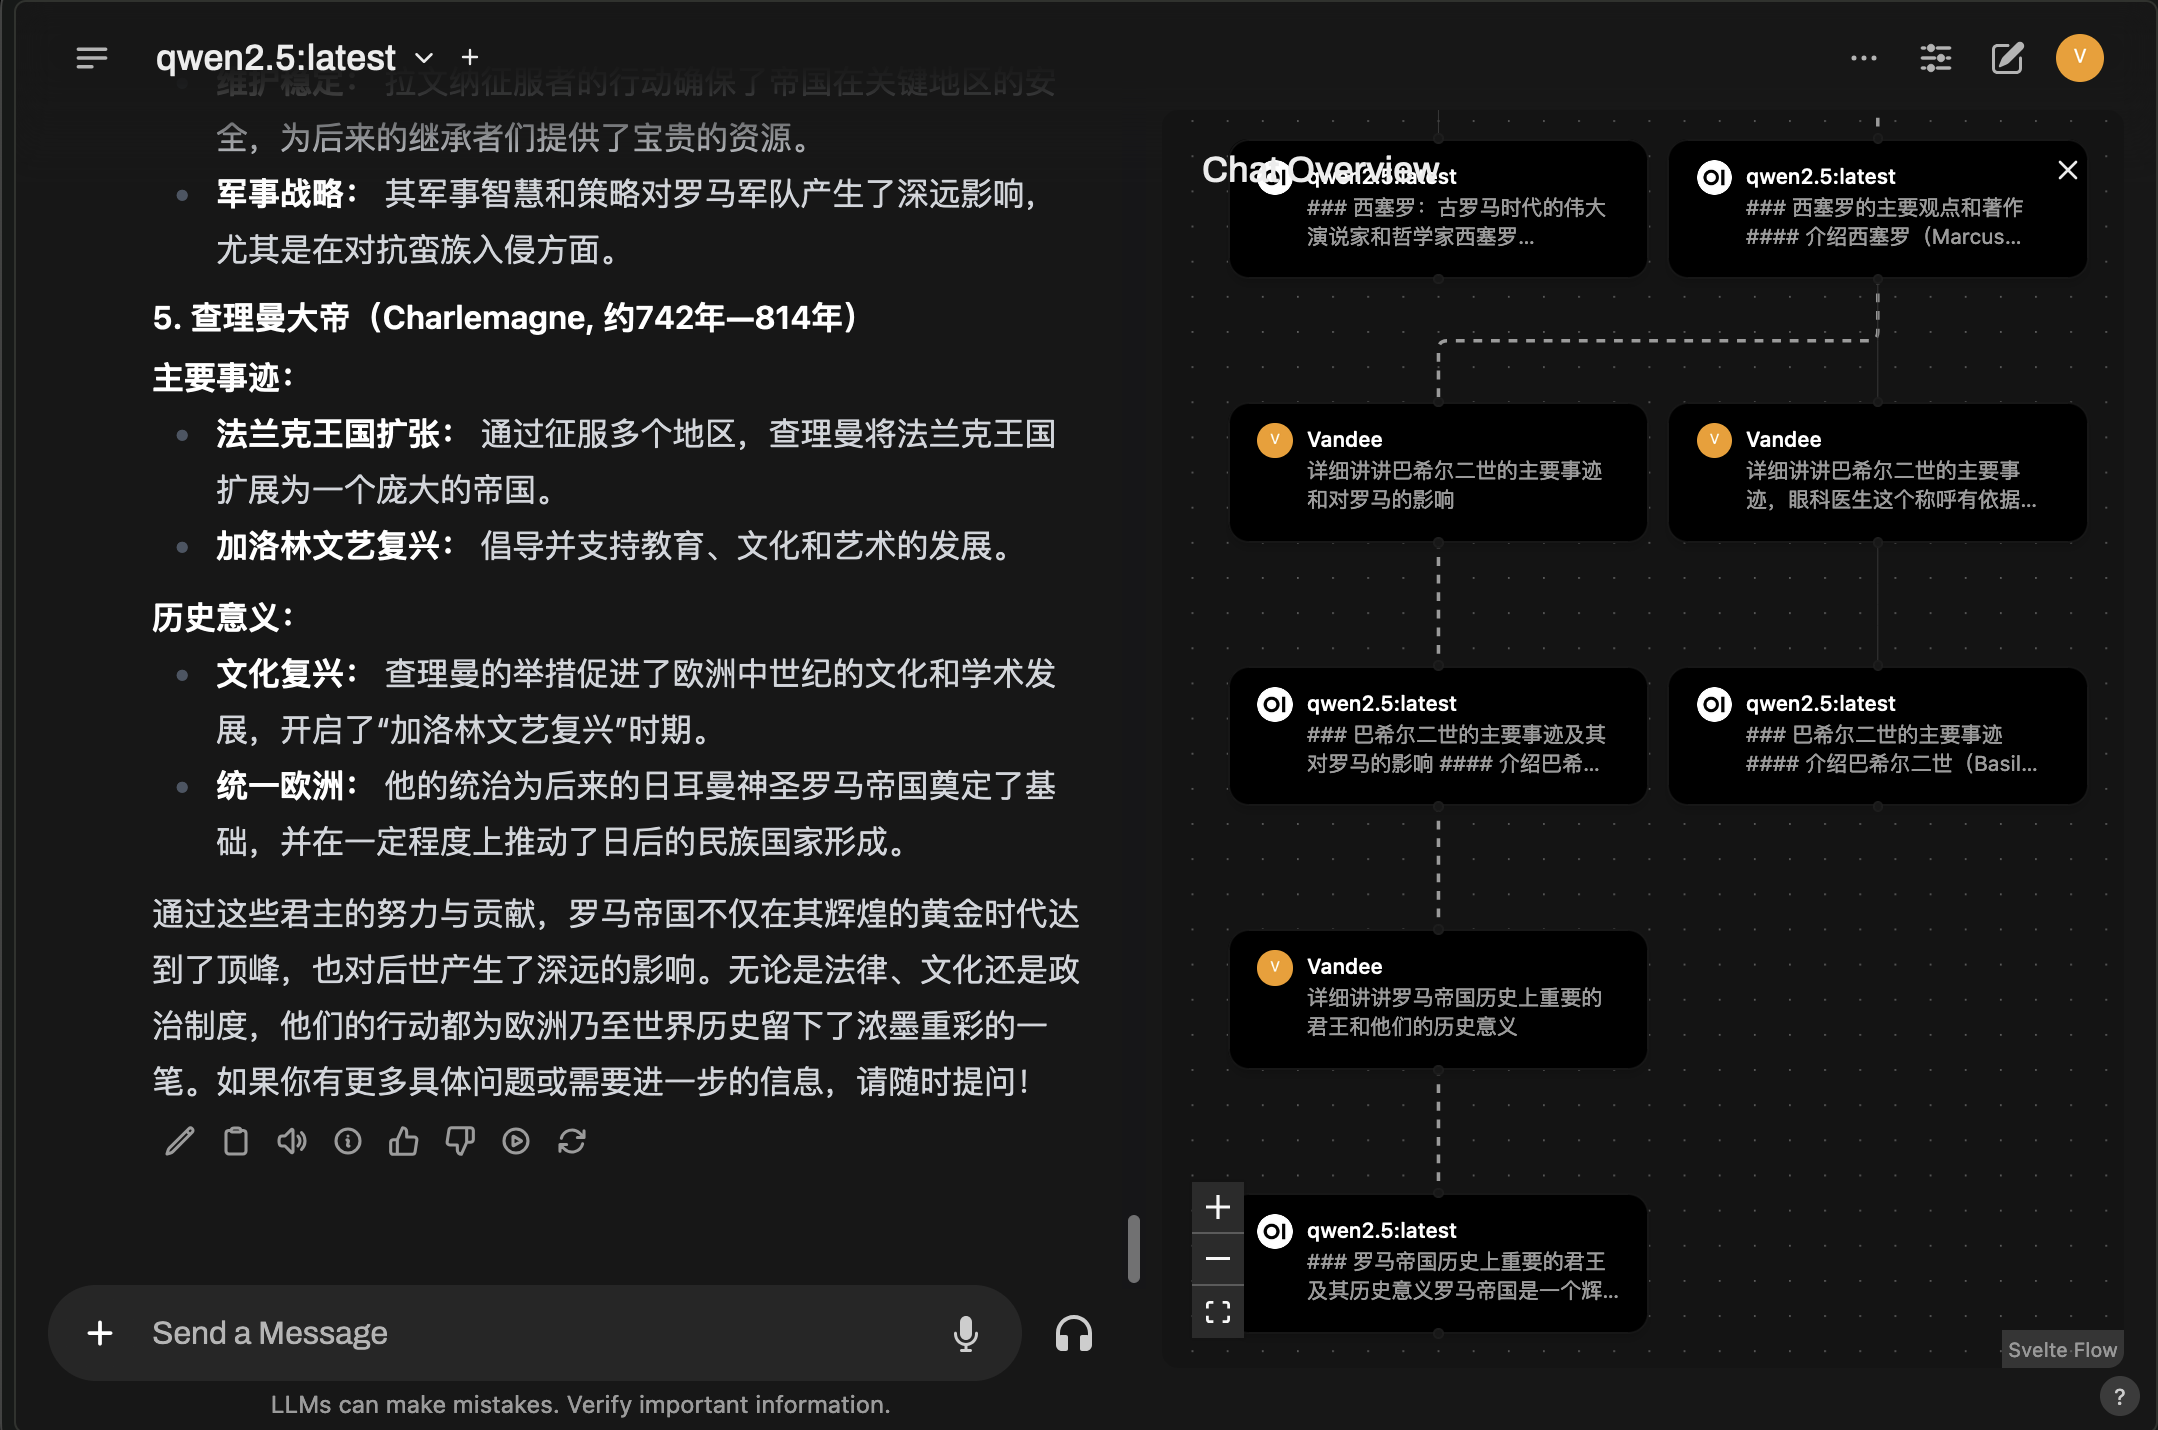 qwen2.5:latest
维护稳定： 拉文纳征服者的行动确保了帝国在关键地区的安
全，为后来的继承者们提供了宝贵的资源。
军事战略： 其军事智慧和策略对罗马军队产生了深远影响，
尤其是在对抗蛮族入侵方面。
5. 查理曼大帝（Charlemagne, 约742年—814年）
主要事迹：
法兰克王国扩张： 通过征服多个地区，查理曼将法兰克王国
扩展为一个庞大的帝国。
加洛林文艺复兴： 倡导并支持教育、文化和艺术的发展。
历史意义：
文化复兴： 查理曼的举措促进了欧洲中世纪的文化和学术发
展，开启了“加洛林文艺复兴”时期。
统一欧洲： 他的统治为后来的日耳曼神圣罗马帝国奠定了基
础，并在一定程度上推动了日后的民族国家形成。
通过这些君主的努力与贡献，罗马帝国不仅在其辉煌的黄金时代达
到了顶峰，也对后世产生了深远的影响。无论是法律、文化还是政
治制度，他们的行动都为欧洲乃至世界历史留下了浓墨重彩的一
笔。如果你有更多具体问题或需要进一步的信息，请随时提问！
Send a Message
LLMs can make mistakes. Verify important information.
V
Chat Overview
OI
qwen2.5:latest
### 西塞罗：古罗马时代的伟大
演说家和哲学家西塞罗...
OI
qwen2.5:latest
### 西塞罗的主要观点和著作
#### 介绍西塞罗（Marcus...
V
Vandee
详细讲讲巴希尔二世的主要事迹
和对罗马的影响
V
Vandee
详细讲讲巴希尔二世的主要事
迹，眼科医生这个称呼有依据...
OI
qwen2.5:latest
### 巴希尔二世的主要事迹及其
对罗马的影响 #### 介绍巴希...
OI
qwen2.5:latest
### 巴希尔二世的主要事迹
#### 介绍巴希尔二世（Basil...
V
Vandee
详细讲讲罗马帝国历史上重要的
君王和他们的历史意义
OI
qwen2.5:latest
### 罗马帝国历史上重要的君王
及其历史意义罗马帝国是一个辉...
Svelte Flow
?